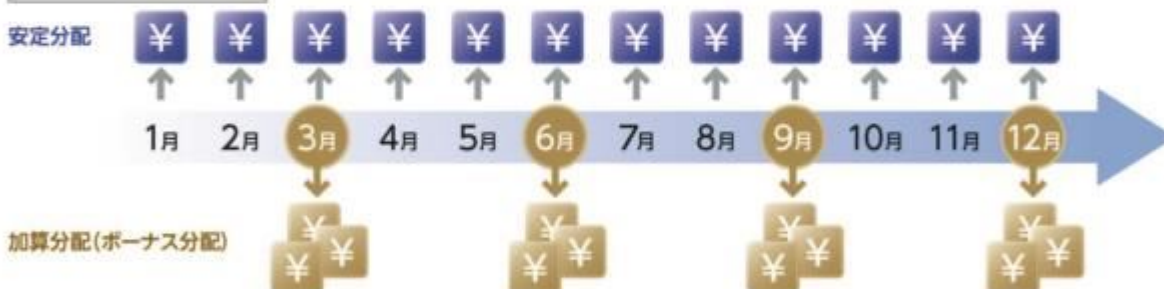 安定分配 ¥ ¥ ¥ ¥ ¥ ¥ ¥ ¥ ¥ ¥ ¥ ¥
1月 2月 3月 4月 5月 6月 7月 8月 9月 10月 11月 12月
加算分配(ボーナス分配) ¥ ¥ ¥ ¥ ¥ ¥ ¥ ¥ ¥ ¥ ¥ ¥